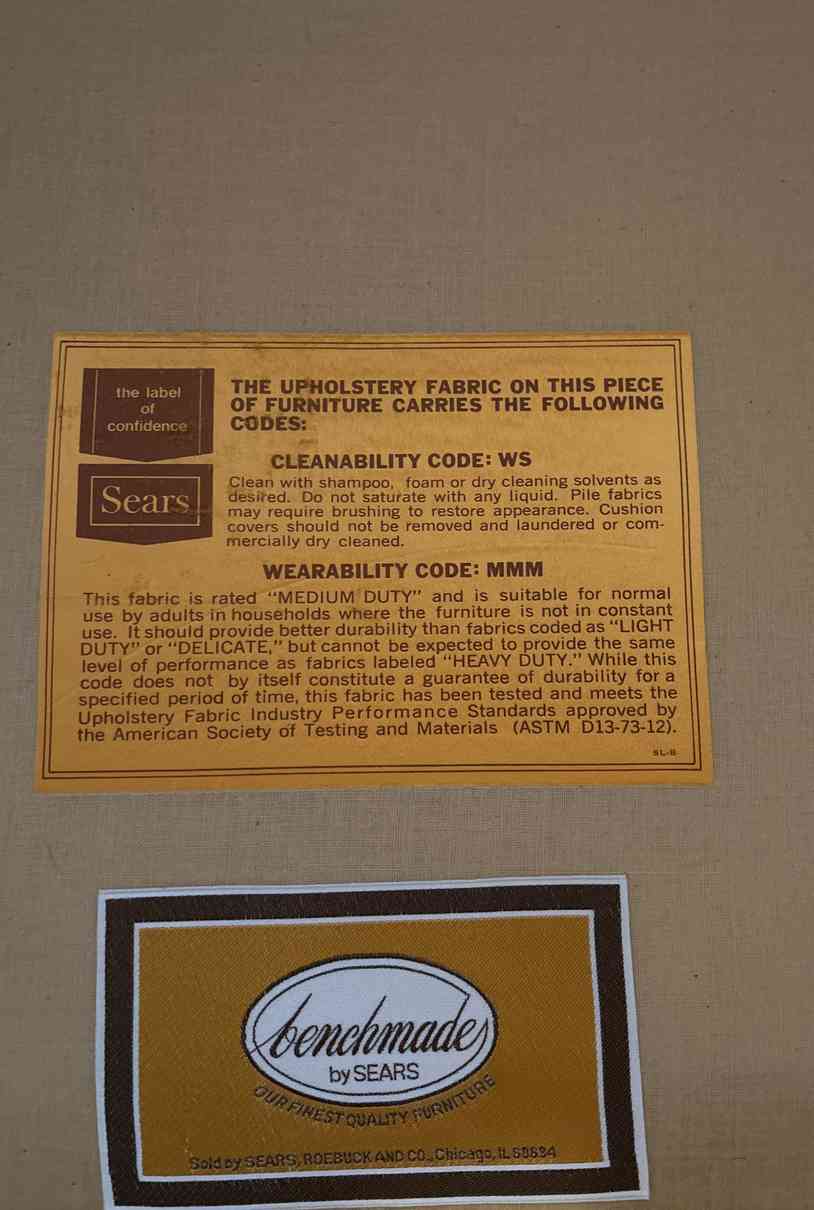 the label
of
confidence
Sears
THE UPHOLSTERY FABRIC ON THIS PIECE
OF FURNITURE CARRIES THE FOLLOWING
CODES:
CLEANABILITY CODE: WS
Clean with shampoo, foam or dry cleaning solvents as
desired. Do not saturate with any liquid. Pile fabrics
may require brushing to restore appearance. Cushion
covers should not be removed and laundered or com-
mercially dry cleaned.
WEARABILITY CODE: MMM
This fabric is rated "MEDIUM DUTY" and is suitable for normal
use by adults in households where the furniture is not in constant
use. It should provide better durability than fabrics coded as "LIGHT
DUTY" or "DELICATE," but cannot be expected to provide the same
level of performance as fabrics labeled "HEAVY DUTY." While this
code does not by itself constitute a guarantee of durability for a
specified period of time, this fabric has been tested and meets the
Upholstery Fabric Industry Performance Standards approved by
the American Society of Testing and Materials (ASTM D13-73-12).
SL-B
benchmade
by SEARS
OUR FINEST QUALITY FURNITURE
Sold by SEARS, ROEBUCK AND CO., Chicago, IL 60684